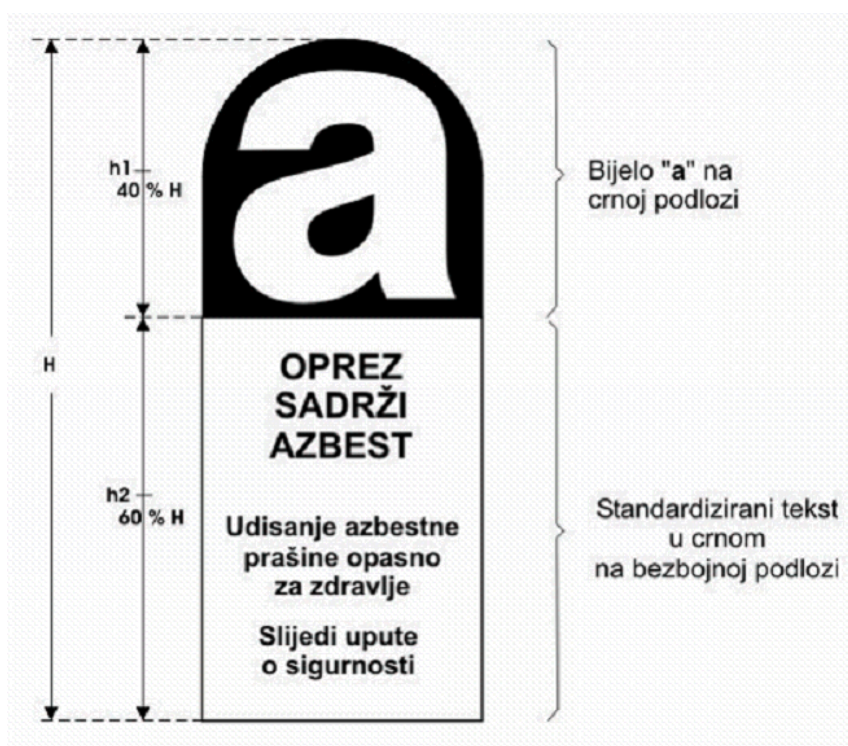 a
h1
40 % H
Bijelo "a" na
crnoj podlozi
H
OPREZ
SADRŽI
AZBEST
h2
60 % H
Udisanje azbestne
prašine opasno
za zdravlje
Slijedi upute
o sigurnosti
Standardizirani tekst
u crnom
na bezbojnoj podlozi